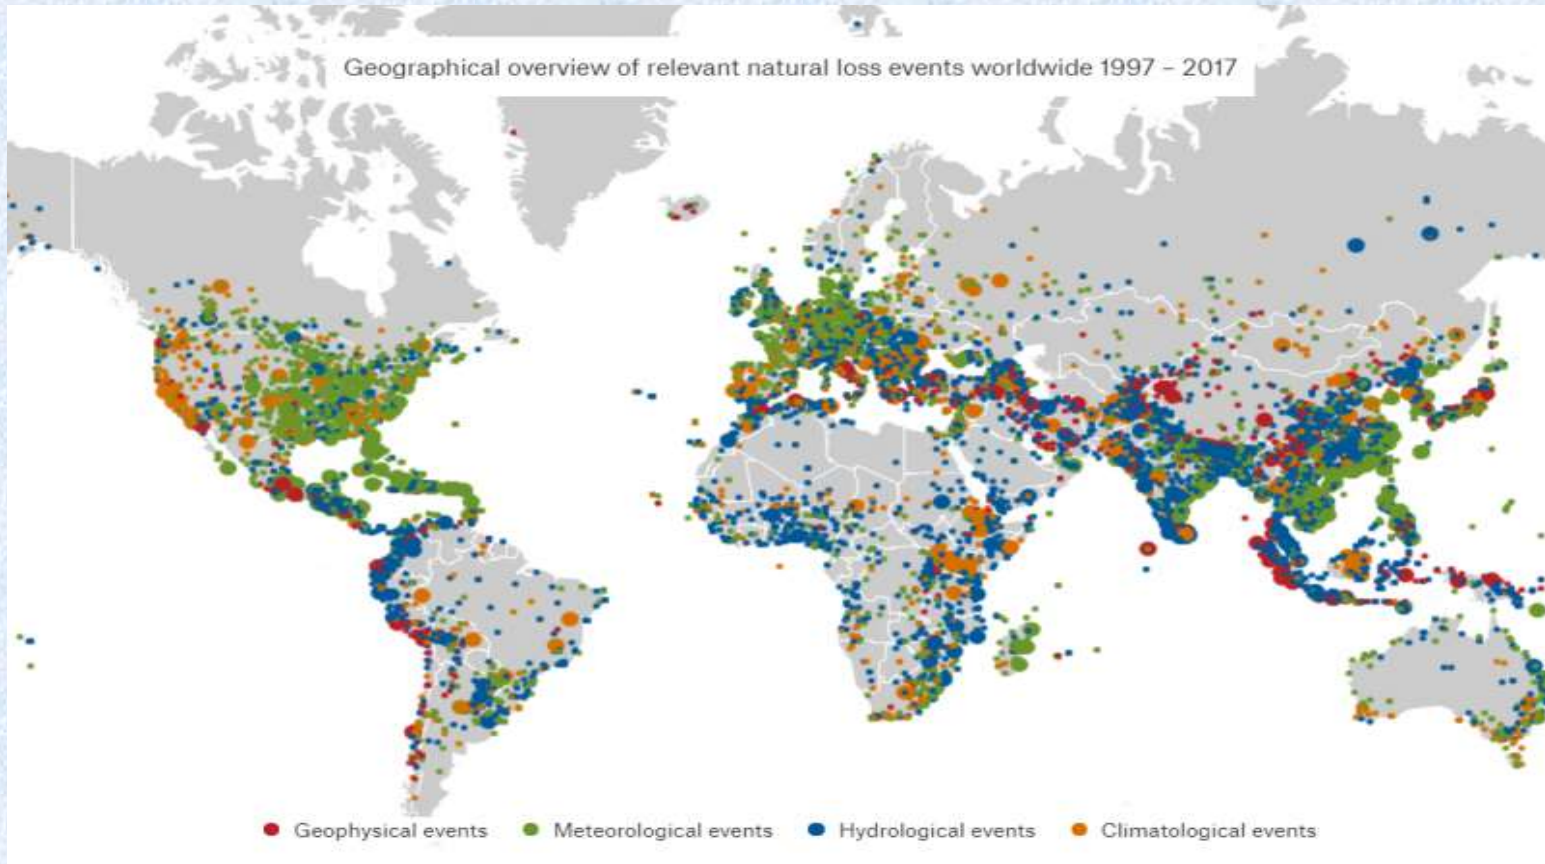 Geographical overview of relevant natural loss events worldwide 1997 – 2017
Geophysical events
Meteorological events
Hydrological events
Climatological events